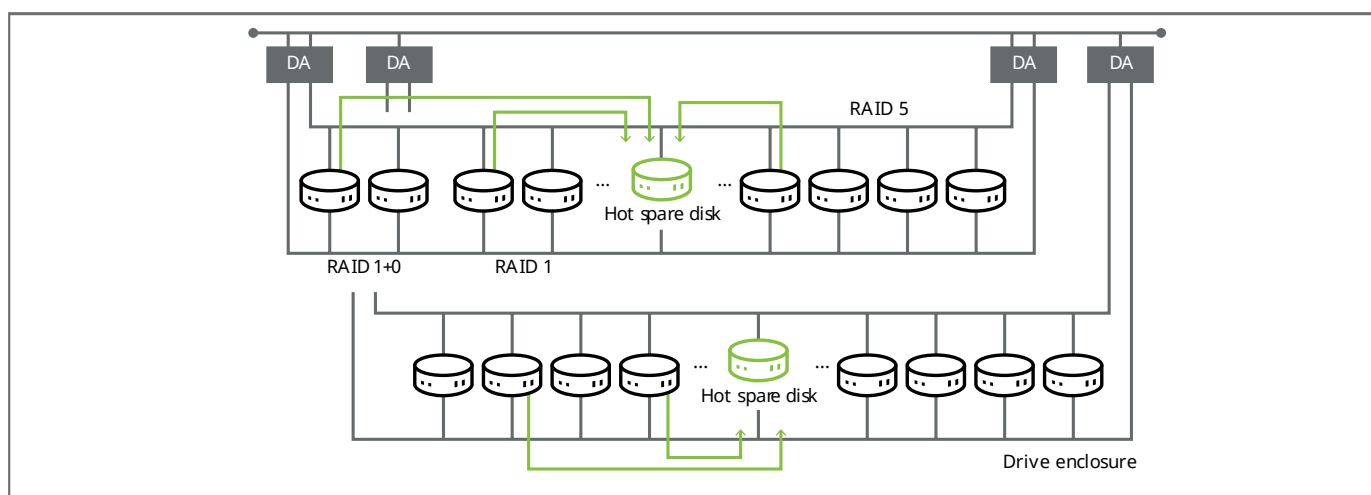 DA
DA
DA
DA
RAID 5
...
...
Hot spare disk
RAID 1+0
RAID 1
...
...
Hot spare disk
Drive enclosure